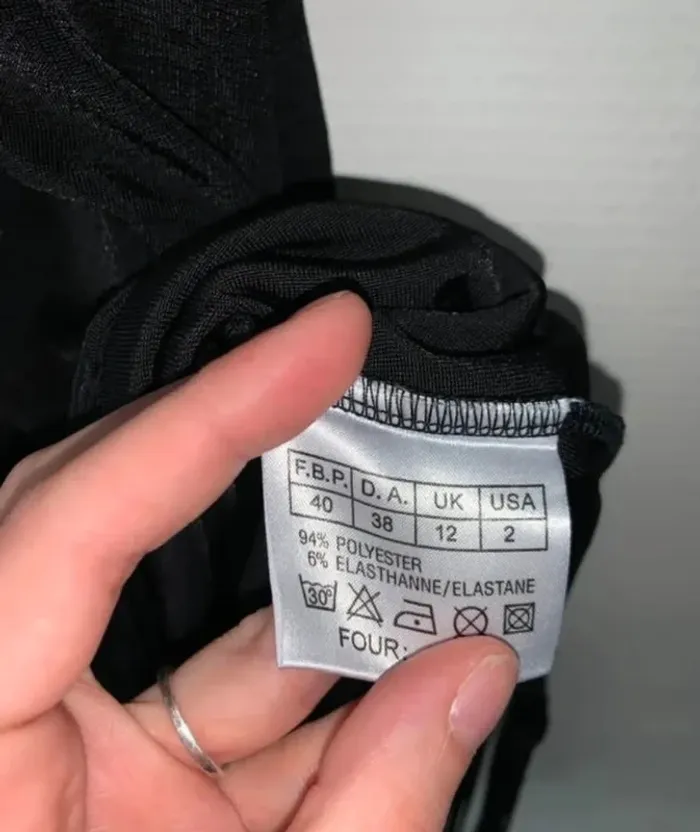 F.B.P. D. A. UK USA
40 38 12 2
94% POLYESTER
6% ELASTHANNE/ELASTANE
30°
FOUR: